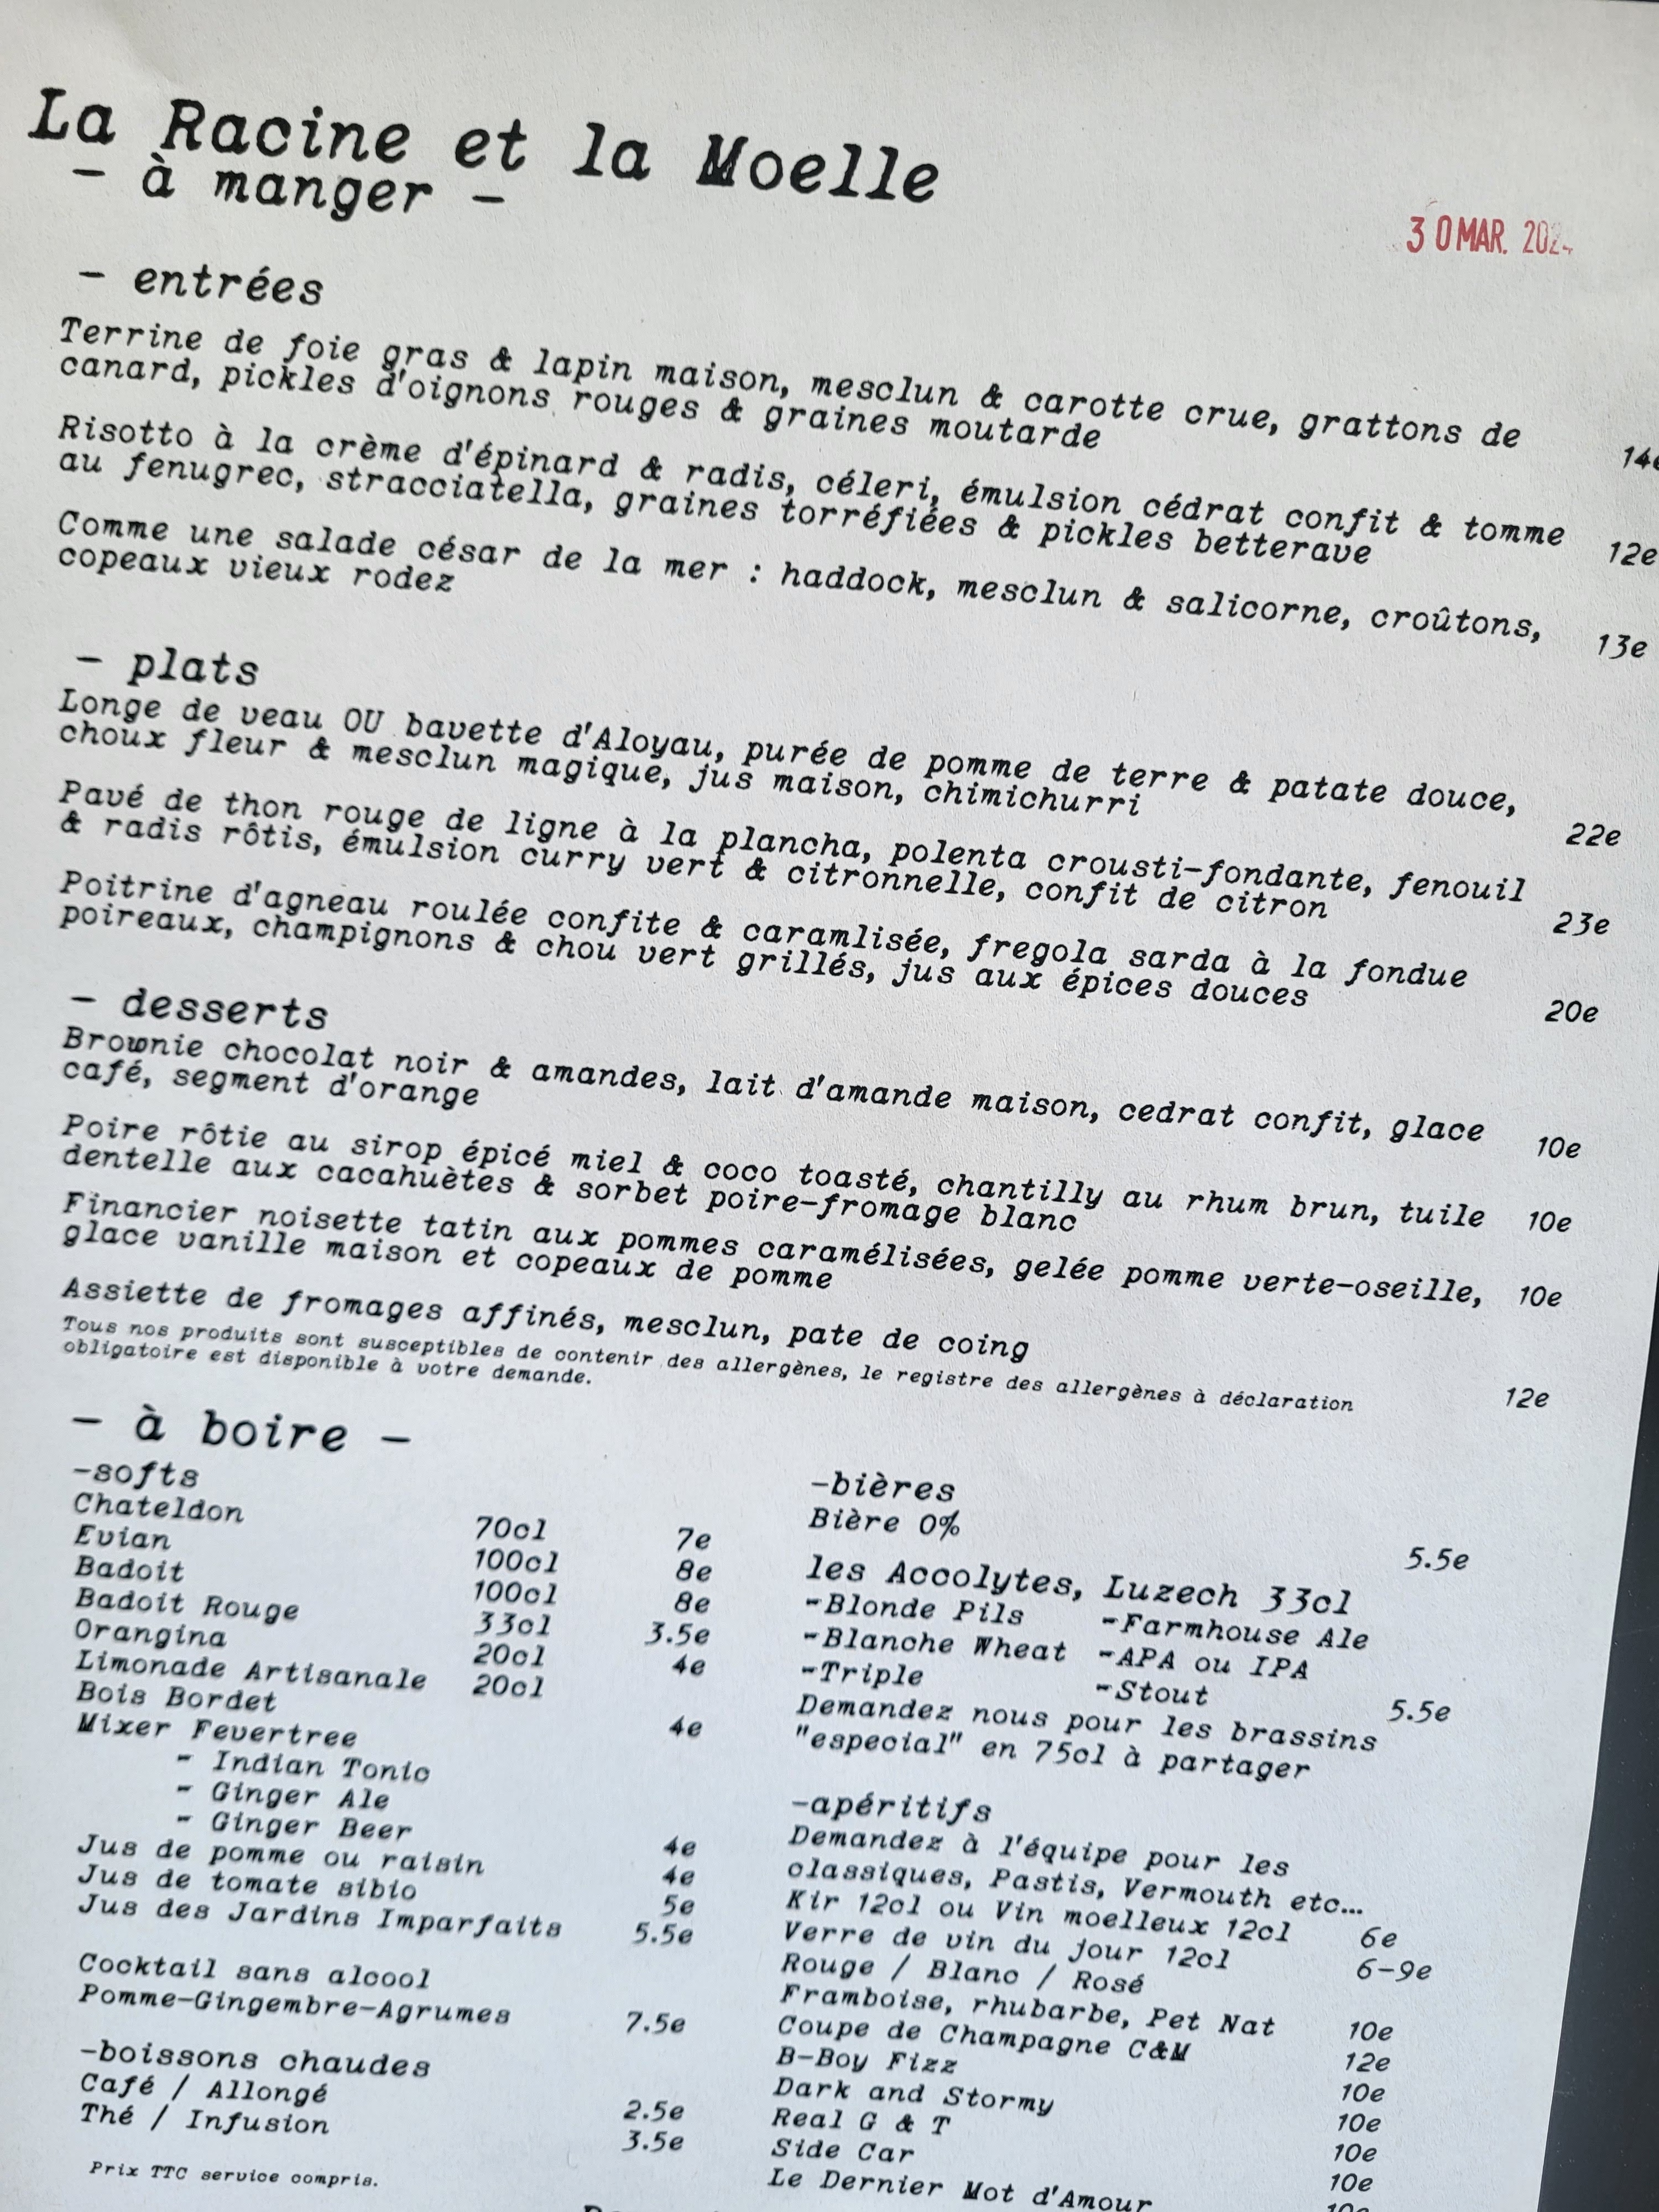 La Racine et la Moelle
- à manger -
30 MAR. 202
- entrées
Terrine de foie gras & lapin maison, mesclun & carotte crue, grattons de
canard, pickles d'oignons rouges & graines moutarde 14e
Risotto à la crème d'épinard & radis, céleri, émulsion cédrat confit & tomme
au fenugrec, stracciatella, graines torréfiées & pickles betterave 12e
Comme une salade césar de la mer : haddock, mesclun & salicorne, croûtons,
copeaux vieux rodez 13e
- plats
Longe de veau OU bavette d'Aloyau, purée de pomme de terre & patate douce,
choux fleur & mesclun magique, jus maison, chimichurri 22e
Pavé de thon rouge de ligne à la plancha, polenta crousti-fondante, fenouil
& radis rôtis, émulsion curry vert & citronnelle, confit de citron 23e
Poitrine d'agneau roulée confite & caramlisée, fregola sarda à la fondue
poireaux, champignons & chou vert grillés, jus aux épices douces 20e
- desserts
Brownie chocolat noir & amandes, lait d'amande maison, cedrat confit, glace
café, segment d'orange 10e
Poire rôtie au sirop épicé miel & coco toasté, chantilly au rhum brun, tuile
dentelle aux cacahuètes & sorbet poire-fromage blanc 10e
Financier noisette tatin aux pommes caramélisées, gelée pomme verte-oseille,
glace vanille maison et copeaux de pomme 10e
Assiette de fromages affinés, mesclun, pate de coing 12e
Tous nos produits sont susceptibles de contenir des allergènes, le registre des allergènes à déclaration
obligatoire est disponible à votre demande.
- à boire -
-softs
Chateldon 70cl 7e
Evian 100cl 8e
Badoit 100cl 8e
Badoit Rouge 33cl 3.5e
Orangina 20cl 4e
Limonade Artisanale 20cl
Bois Bordet 4e
Mixer Fevertree
- Indian Tonic
- Ginger Ale
- Ginger Beer 4e
Jus de pomme ou raisin 4e
Jus de tomate sibio 5e
Jus des Jardins Imparfaits 5.5e
Cocktail sans alcool
Pomme-Gingembre-Agrumes 7.5e
-boissons chaudes
Café / Allongé 2.5e
Thé / Infusion 3.5e
Prix TTC service compris.
-bières
Bière 0% 5.5e
les Accolytes, Luzech 33cl
-Blonde Pils -Farmhouse Ale
-Blanche Wheat -APA ou IPA
-Triple -Stout 5.5e
Demandez nous pour les brassins
"especial" en 75cl à partager
-apéritifs
Demandez à l'équipe pour les
classiques, Pastis, Vermouth etc...
Kir 12cl ou Vin moelleux 12cl 6e
Verre de vin du jour 12cl 6-9e
Rouge / Blanc / Rosé
Framboise, rhubarbe, Pet Nat 10e
Coupe de Champagne C&M 12e
B-Boy Fizz 10e
Dark and Stormy 10e
Real G & T 10e
Side Car 10e
Le Dernier Mot d'Amour 10e